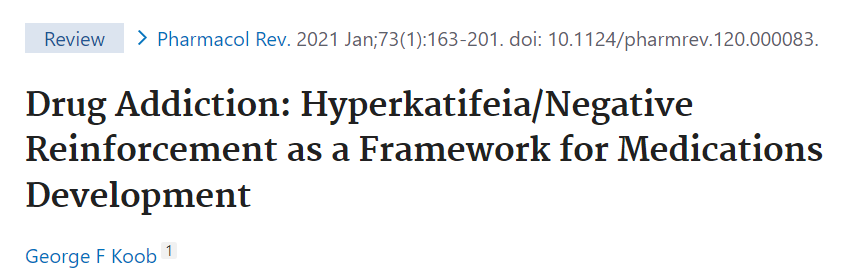 Review > Pharmacol Rev. 2021 Jan;73(1):163-201. doi: 10.1124/pharmrev.120.000083.
Drug Addiction: Hyperkatifeia/Negative
Reinforcement as a Framework for Medications
Development
George F Koob 1